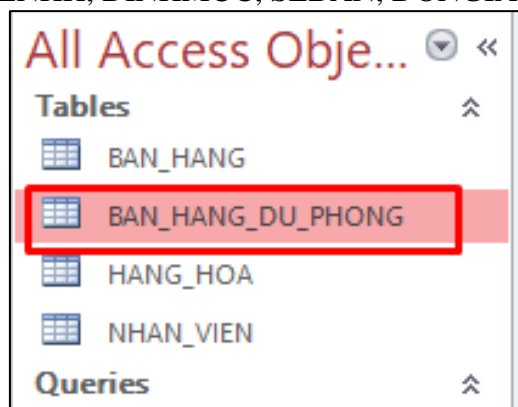 All Access Obje...
Tables
BAN_HANG
BAN_HANG_DU_PHONG
HANG_HOA
NHAN_VIEN
Queries